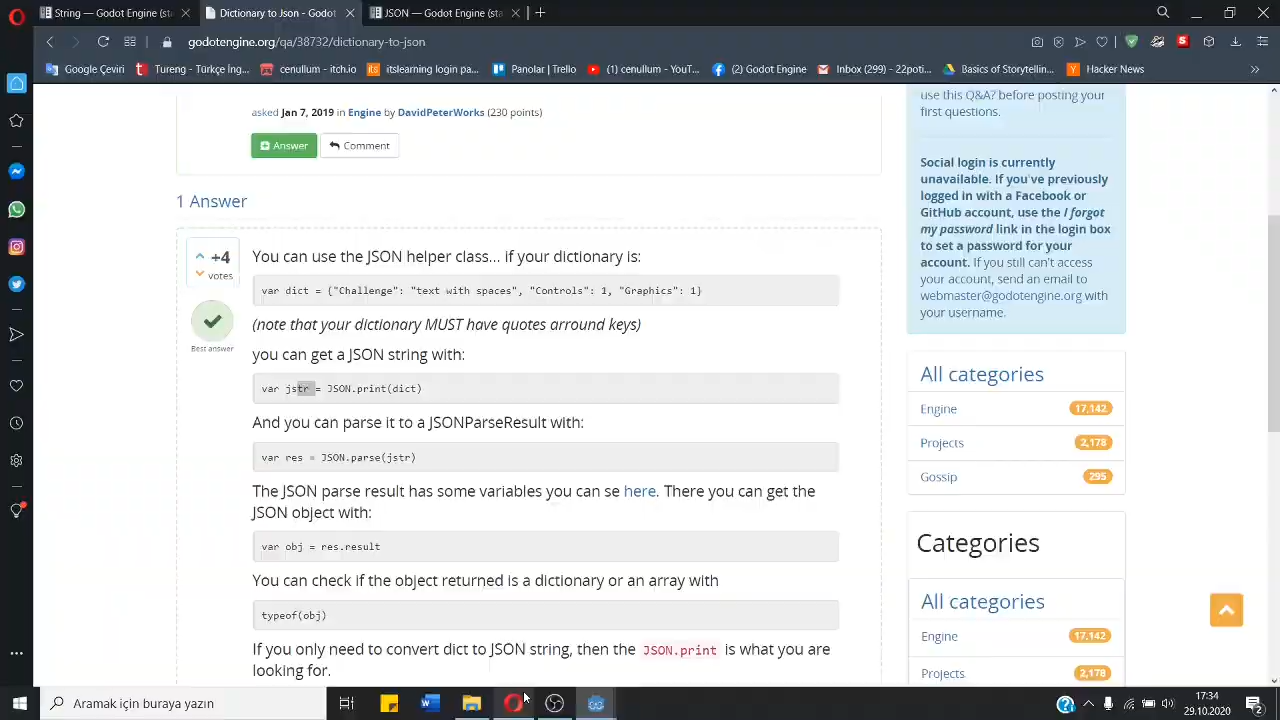 String — Godot Engine (sta
Dictionary to Json - Godot
JSON — Godot Engine (stal
godotengine.org/qa/38732/dictionary-to-json
Google Çeviri
Tureng - Türkçe İng...
cenullum - itch.io
itslearning login pa...
Panolar | Trello
(1) cenullum - YouT...
(2) Godot Engine
Inbox (299) - 22poti...
Basics of Storytellin...
Hacker News
asked Jan 7, 2019 in Engine by DavidPeterWorks (230 points)
Answer
Comment
1 Answer
+4
votes
Best answer
You can use the JSON helper class... if your dictionary is:
var dict = {"Challenge": "text with spaces", "Controls": 1, "Graphics": 1}
(note that your dictionary MUST have quotes arround keys)
you can get a JSON string with:
var jstr = JSON.print(dict)
And you can parse it to a JSONParseResult with:
var res = JSON.parse(jstr)
The JSON parse result has some variables you can se here. There you can get the
JSON object with:
var obj = res.result
You can check if the object returned is a dictionary or an array with
typeof(obj)
If you only need to convert dict to JSON string, then the JSON.print is what you are
looking for.
use this Q&A? before posting your
first questions.
Social login is currently
unavailable. If you've previously
logged in with a Facebook or
GitHub account, use the I forgot
my password link in the login box
to set a password for your
account. If you still can't access
your account, send an email to
webmaster@godotengine.org with
your username.
All categories
Engine 17,142
Projects 2,178
Gossip 295
Categories
All categories
Engine 17,142
Projects 2,178
Aramak için buraya yazın
17:34
29.10.2020
2